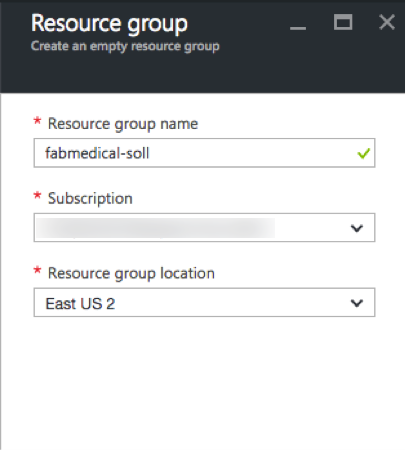 Resource group
Create an empty resource group
* Resource group name
fabmedical-soll
* Subscription
* Resource group location
East US 2